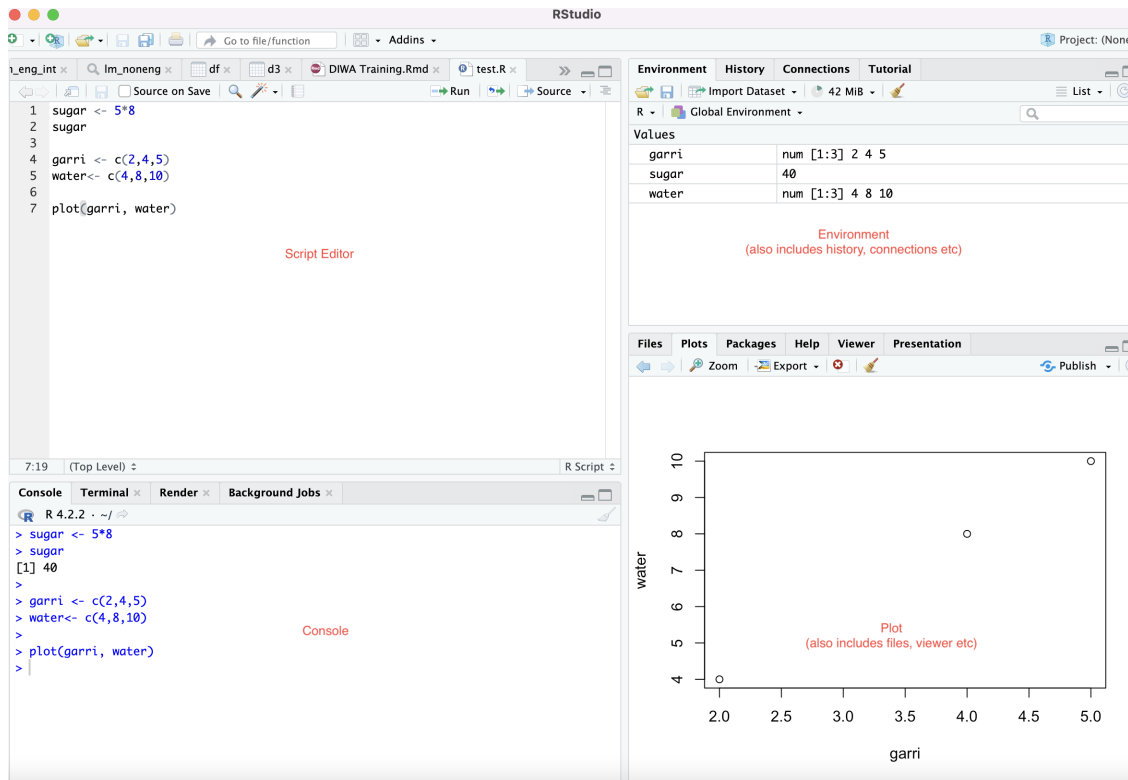 RStudio
Go to file/function
Addins
Project: (None
n_eng_int
lm_noneng
df
d3
DIWA Training.Rmd
test.R
Source on Save
Run
Source
1 sugar <- 5*8
2 sugar
3
4 garri <- c(2,4,5)
5 water<- c(4,8,10)
6
7 plot(garri, water)
Script Editor
7:19 (Top Level) R Script
Console Terminal Render Background Jobs
R 4.2.2 · ~/
> sugar <- 5*8
> sugar
[1] 40
>
> garri <- c(2,4,5)
> water<- c(4,8,10)
>
> plot(garri, water)
>
Console
Environment History Connections Tutorial
Import Dataset 42 MiB List
R Global Environment
Values
garri num [1:3] 2 4 5
sugar 40
water num [1:3] 4 8 10
Environment
(also includes history, connections etc)
Files Plots Packages Help Viewer Presentation
Zoom Export Publish
10
9
8
7
6
5
4
water
Plot
(also includes files, viewer etc)
2.0 2.5 3.0 3.5 4.0 4.5 5.0
garri